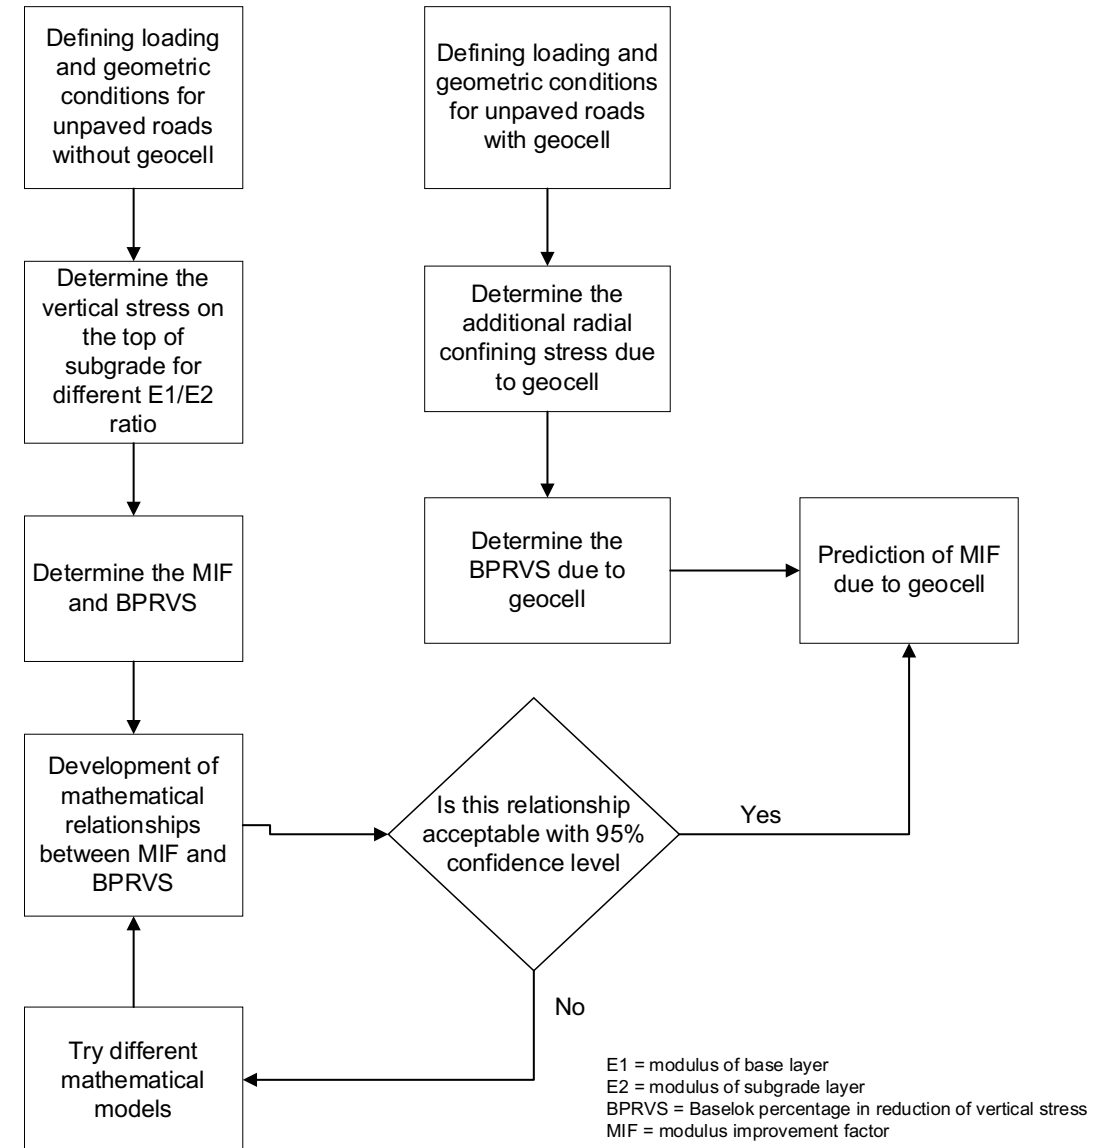 Defining loading
and geometric
conditions for
unpaved roads
without geocell
Defining loading and
geometric conditions
for unpaved roads
with geocell
Determine the
vertical stress on
the top of
subgrade for
different E1/E2
ratio
Determine the
additional radial
confining stress due
to geocell
Determine the MIF
and BPRVS
Determine the
BPRVS due to
geocell
Prediction of MIF
due to geocell
Development of
mathematical
relationships
between MIF and
BPRVS
Is this relationship
acceptable with 95%
confidence level
Yes
No
Try different
mathematical
models
E1 = modulus of base layer
E2 = modulus of subgrade layer
BPRVS = Baselok percentage in reduction of vertical stress
MIF = modulus improvement factor